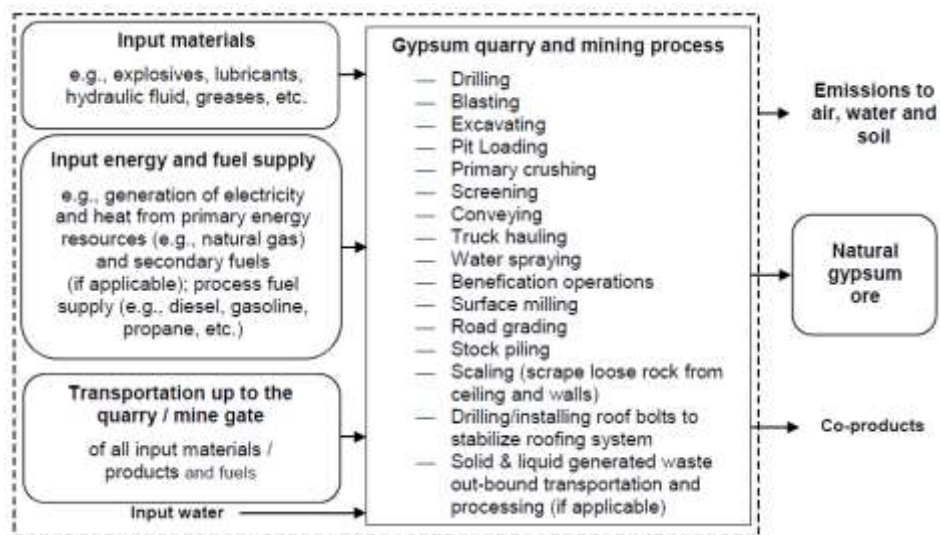 Input materials
e.g., explosives, lubricants,
hydraulic fluid, greases, etc.
Input energy and fuel supply
e.g., generation of electricity
and heat from primary energy
resources (e.g., natural gas)
and secondary fuels
(if applicable); process fuel
supply (e.g., diesel, gasoline,
propane, etc.)
Transportation up to the
quarry / mine gate
of all input materials /
products and fuels
Input water
Gypsum quarry and mining process
— Drilling
— Blasting
— Excavating
— Pit Loading
— Primary crushing
— Screening
— Conveying
— Truck hauling
— Water spraying
— Benefication operations
— Surface milling
— Road grading
— Stock piling
— Scaling (scrape loose rock from
ceiling and walls)
— Drilling/installing roof bolts to
stabilize roofing system
— Solid & liquid generated waste
out-bound transportation and
processing (if applicable)
Emissions to
air, water and
soil
Natural
gypsum
ore
Co-products